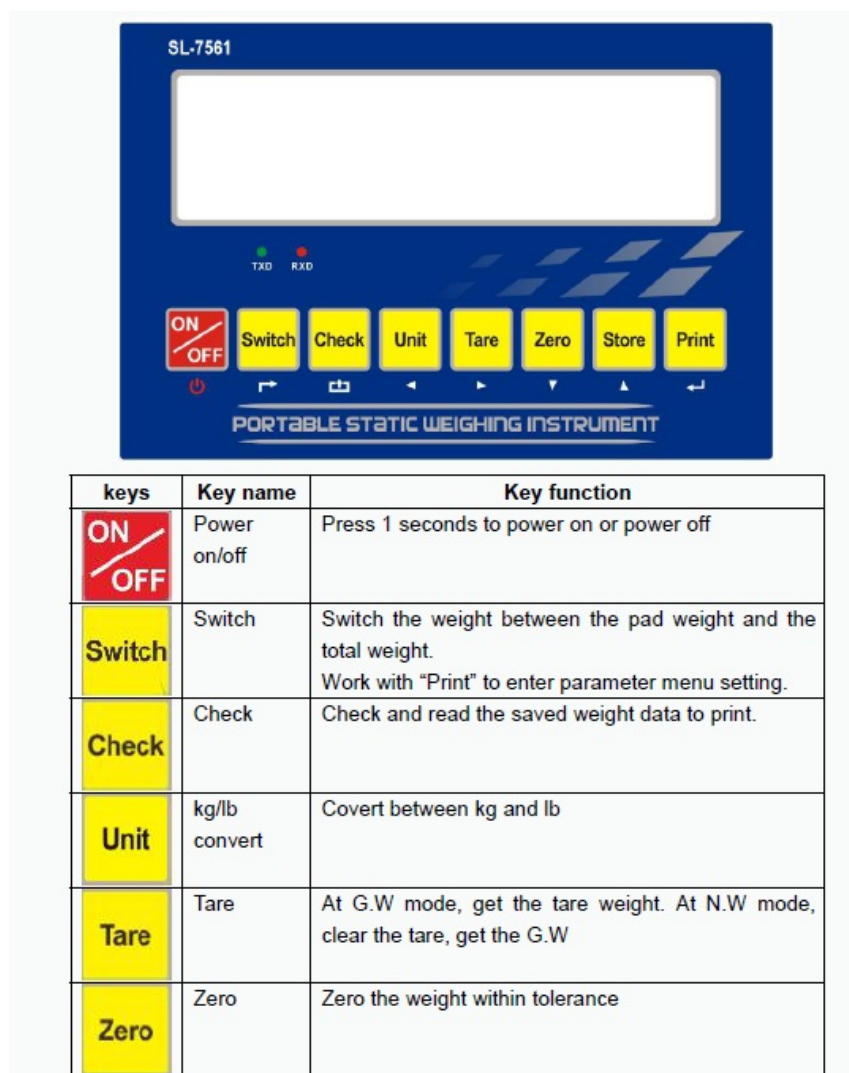 SL-7561
TXD RXD
ON OFF Switch Check Unit Tare Zero Store Print
PORTABLE STATIC WEIGHING INSTRUMENT
keys Key name Key function
ON OFF
Power on/off
Press 1 seconds to power on or power off
Switch
Switch
Switch the weight between the pad weight and the
total weight.
Work with “Print” to enter parameter menu setting.
Check
Check
Check and read the saved weight data to print.
Unit
kg/lb
convert
Covert between kg and lb
Tare
Tare
At G.W mode, get the tare weight. At N.W mode,
clear the tare, get the G.W
Zero
Zero
Zero the weight within tolerance